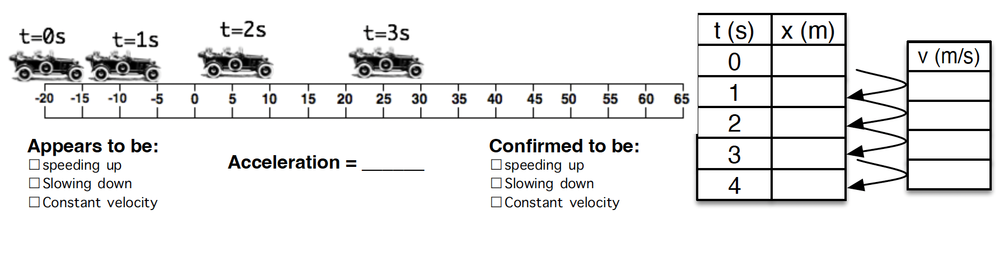 t=0s t=1s t=2s t=3s
-20 -15 -10 -5 0 5 10 15 20 25 30 35 40 45 50 55 60 65
Appears to be:
☐ speeding up
☐ Slowing down
☐ Constant velocity
Acceleration = ______
Confirmed to be:
☐ speeding up
☐ Slowing down
☐ Constant velocity
t (s) x (m)
0
1
2
3
4
v (m/s)